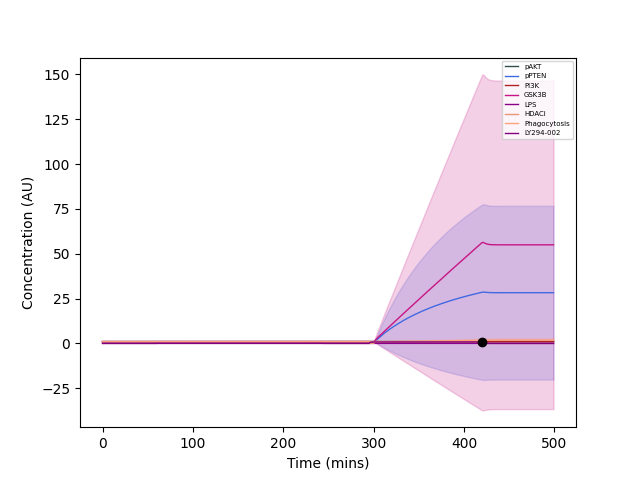 150
125
100
75
50
25
0
−25
0
100
200
300
400
500
Concentration (AU)
Time (mins)
pAKT
pPTEN
PI3K
GSK3B
LPS
HDACi
Phagocytosis
LY294-002